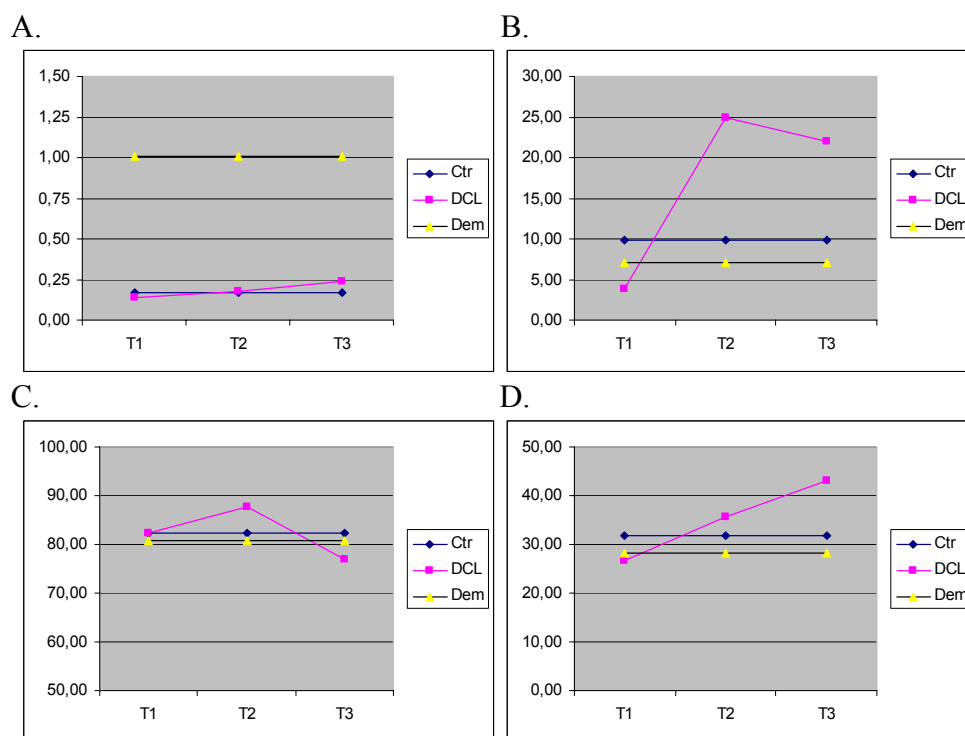 A.
1,50
1,25
1,00
0,75
0,50
0,25
0,00
T1 T2 T3
Ctr
DCL
Dem
B.
30,00
25,00
20,00
15,00
10,00
5,00
0,00
T1 T2 T3
Ctr
DCL
Dem
C.
100,00
90,00
80,00
70,00
60,00
50,00
T1 T2 T3
Ctr
DCL
Dem
D.
50,00
40,00
30,00
20,00
10,00
0,00
T1 T2 T3
Ctr
DCL
Dem